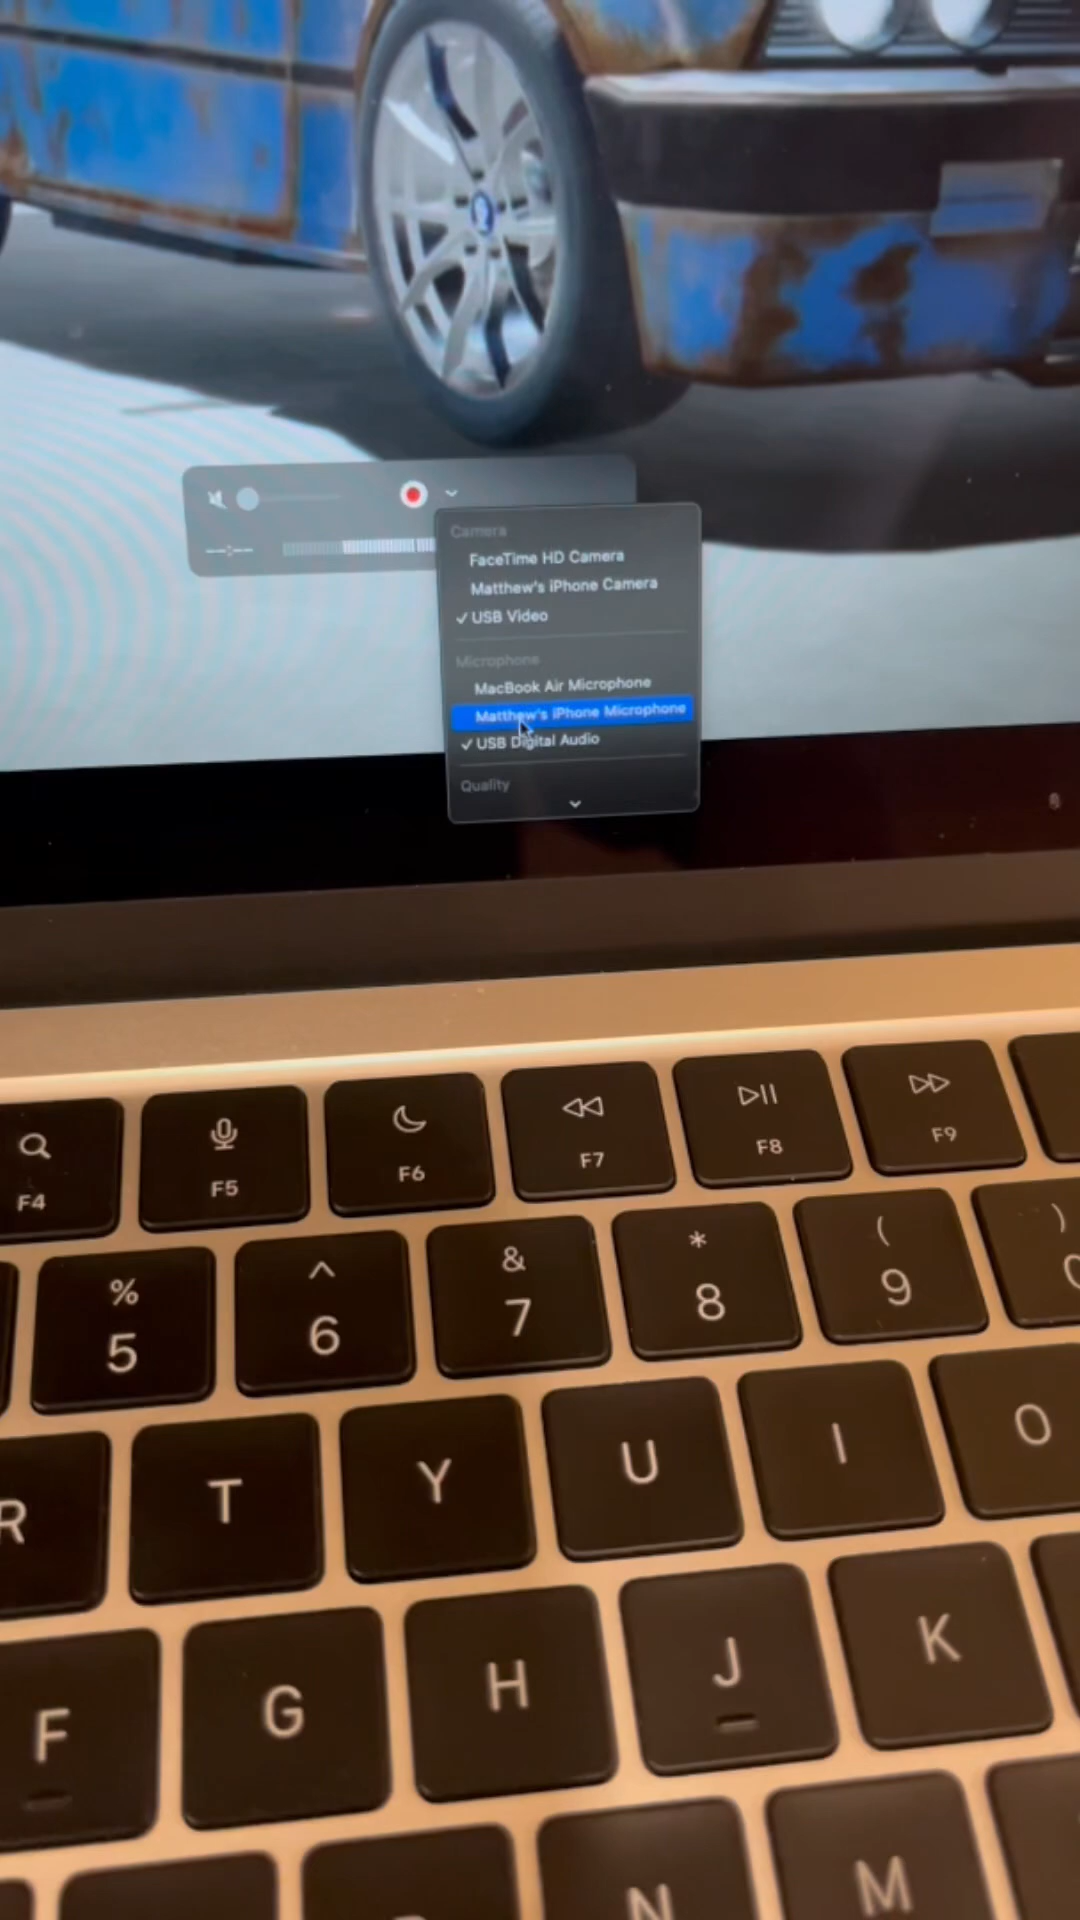 Camera
FaceTime HD Camera
Matthew's iPhone Camera
✓ USB Video
Microphone
MacBook Air Microphone
Matthew's iPhone Microphone
✓ USB Digital Audio
Quality
F4
F5
F6
F7
F8
F9
%
5
^
6
&
7
*
8
(
9
)
R
T
Y
U
I
O
F
G
H
J
K
N
M